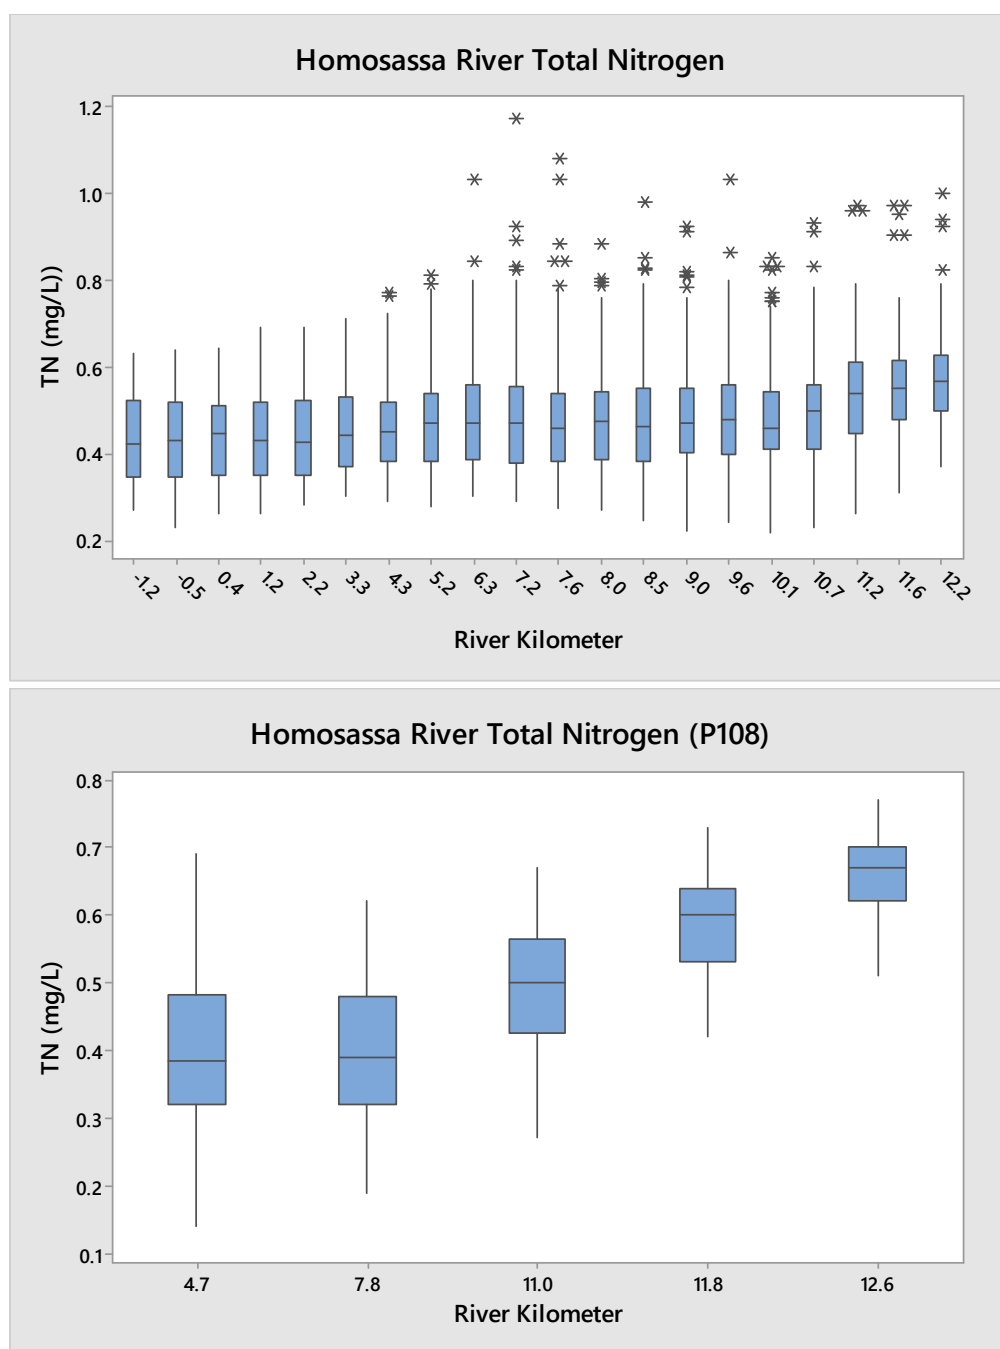 Homosassa River Total Nitrogen
TN (mg/L))
1.2
1.0
0.8
0.6
0.4
0.2
-1.2 -0.5 0.4 1.2 2.2 3.3 4.3 5.2 6.3 7.2 7.6 8.0 8.5 9.0 9.6 10.1 10.7 11.2 11.6 12.2
River Kilometer
Homosassa River Total Nitrogen (P108)
TN (mg/L)
0.8
0.7
0.6
0.5
0.4
0.3
0.2
0.1
4.7 7.8 11.0 11.8 12.6
River Kilometer